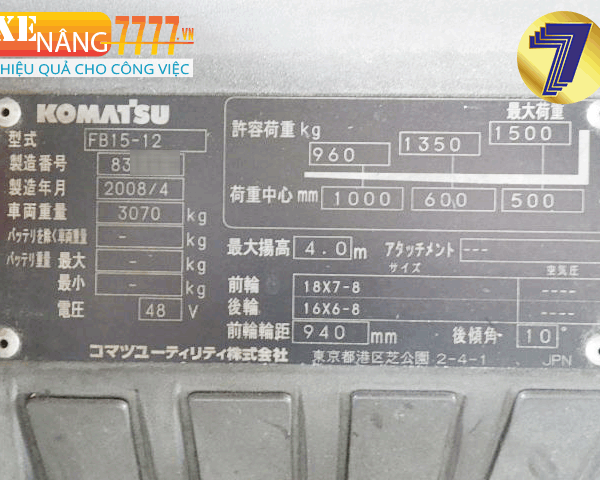 XE
NÂNG7777.VN
HIỆU QUẢ CHO CÔNG VIỆC
7
KOMATSU
型式 FB15-12
製造番号 83
製造年月 2008/4
車両重量 3070 kg
バッテリを除く車両重量 - kg
バッテリ重量 最大 - kg
最小 - kg
電圧 48 V
最大荷重
許容荷重 kg 960 1350 1500
荷重中心 mm 1000 600 500
最大揚高 4.0 m アタッチメント ---
サイズ 空気圧
前輪 18X7-8 ----
後輪 16X6-8 ----
前輪輪距 940 mm 後傾角 10°
コマツユーティリティ株式会社 東京都港区芝公園 2-4-1 JPN